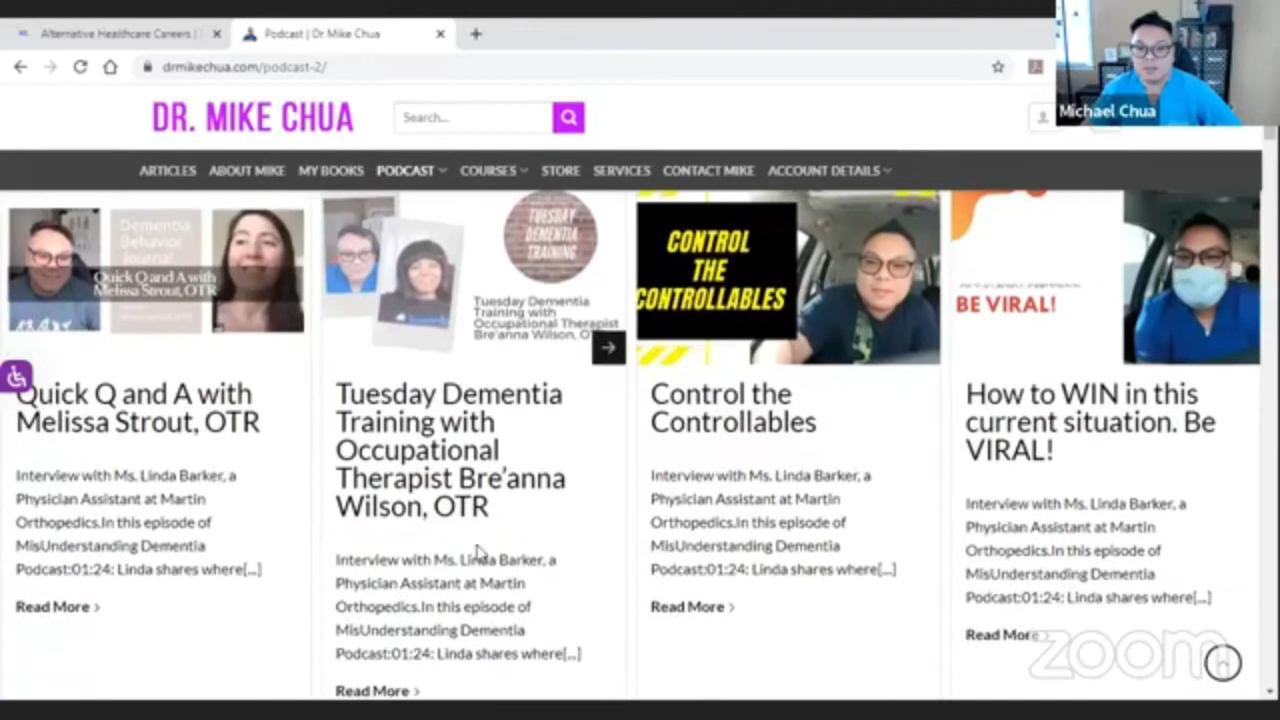 Alternative Healthcare Careers |
Podcast | Dr Mike Chua
drmikechua.com/podcast-2/
Michael Chua
DR. MIKE CHUA
Search...
ARTICLES ABOUT MIKE MY BOOKS PODCAST COURSES STORE SERVICES CONTACT MIKE ACCOUNT DETAILS
Dementia
Behavior
Journal
Quick Q and A with
Melissa Strout, OTR
Quick Q and A with
Melissa Strout, OTR
Interview with Ms. Linda Barker, a
Physician Assistant at Martin
Orthopedics.In this episode of
MisUnderstanding Dementia
Podcast:01:24: Linda shares where[...]
Read More
TUESDAY
DEMENTIA
TRAINING
Tuesday Dementia
Training with
Occupational Therapist
Bre'anna Wilson,
Tuesday Dementia
Training with
Occupational
Therapist Bre'anna
Wilson, OTR
Interview with Ms. Linda Barker, a
Physician Assistant at Martin
Orthopedics.In this episode of
MisUnderstanding Dementia
Podcast:01:24: Linda shares where[...]
Read More
CONTROL
THE
CONTROLLABLES
Control the
Controllables
Interview with Ms. Linda Barker, a
Physician Assistant at Martin
Orthopedics.In this episode of
MisUnderstanding Dementia
Podcast:01:24: Linda shares where[...]
Read More
BE VIRAL!
How to WIN in this
current situation. Be
VIRAL!
Interview with Ms. Linda Barker, a
Physician Assistant at Martin
Orthopedics.In this episode of
MisUnderstanding Dementia
Podcast:01:24: Linda shares where[...]
Read More
zoom